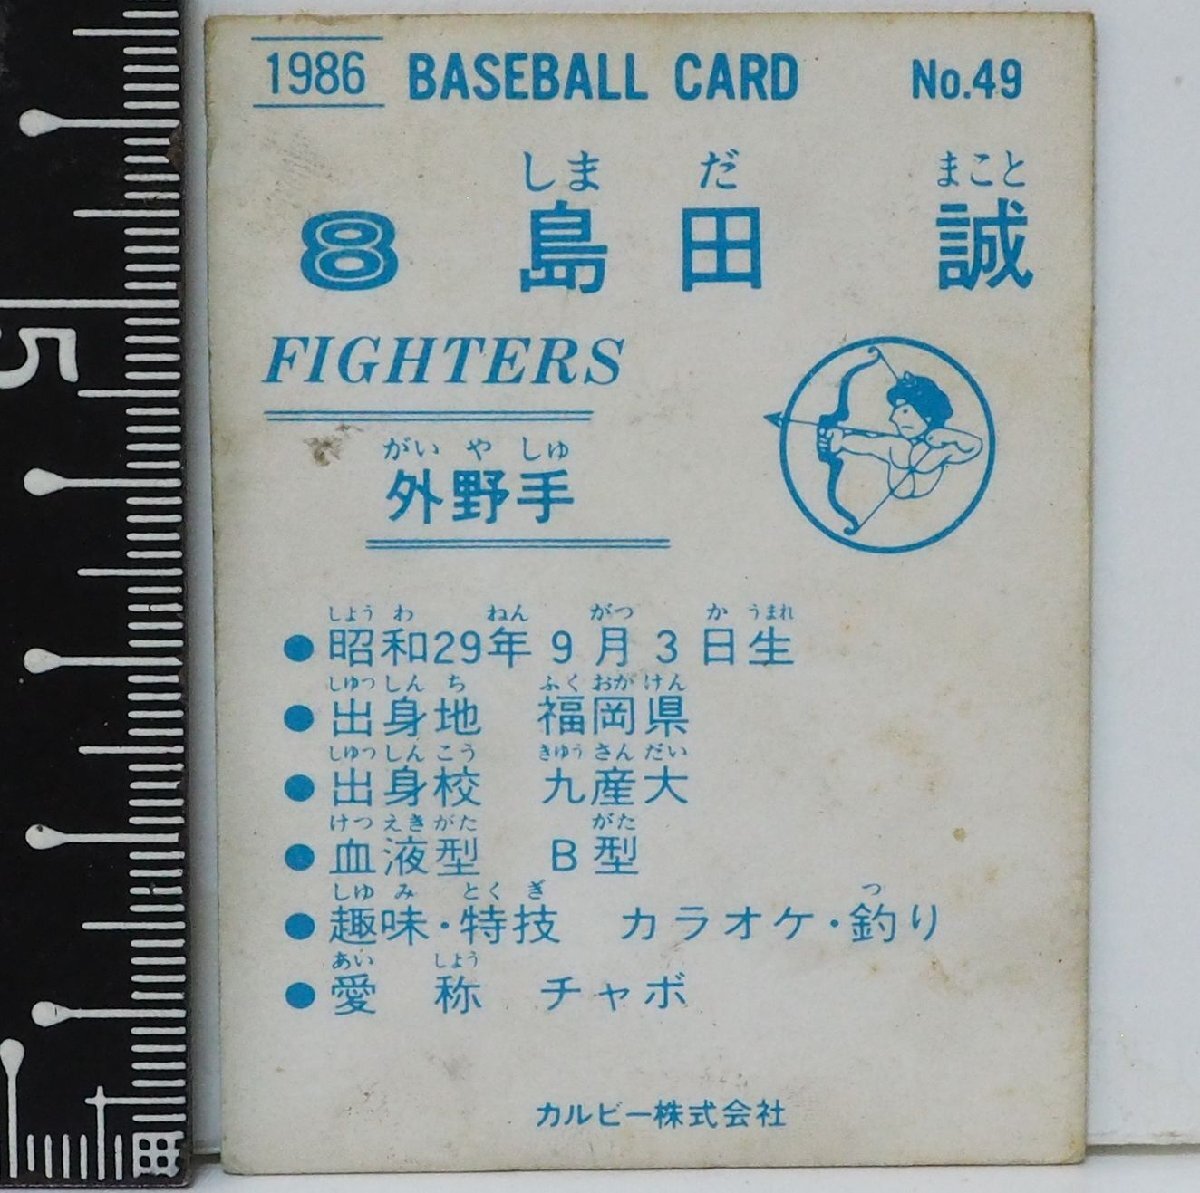 1986 BASEBALL CARD No.49
しま だ まこと
8 島田 誠
FIGHTERS
がい や しゅ
外野手
しょう わ ねん がつ か うまれ
●昭和29年 9月 3日生
しゅっ しん ち ふく おか けん
●出身地 福岡県
しゅっ しん こう きゅう さん だい
●出身校 九産大
けつ えき がた がた
●血液型 B型
しゅ み とく ぎ つ
●趣味・特技 カラオケ・釣り
あい しょう
●愛称 チャボ
カルビー株式会社
5